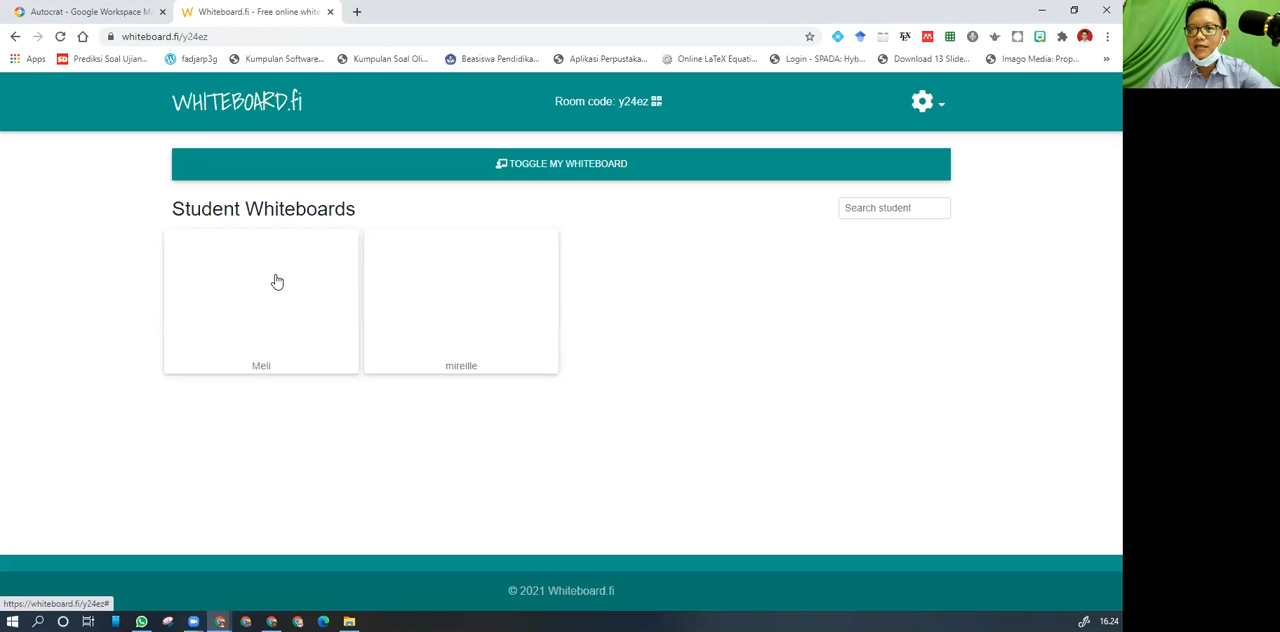 Autocrat - Google Workspace M
Whiteboard.fi - Free online white
whiteboard.fi/y24ez
Apps
Prediksi Soal Ujian...
fadjarp3g
Kumpulan Software...
Kumpulan Soal Oli...
Beasiswa Pendidika...
Aplikasi Perpustaka...
Online LaTeX Equati...
Login - SPADA: Hyb...
Download 13 Slide...
Imago Media: Prop...
WHITEBOARD.fi
Room code: y24ez
TOGGLE MY WHITEBOARD
Student Whiteboards
Search student
Meli
mireille
© 2021 Whiteboard.fi
https://whiteboard.fi/y24ez#
16.24